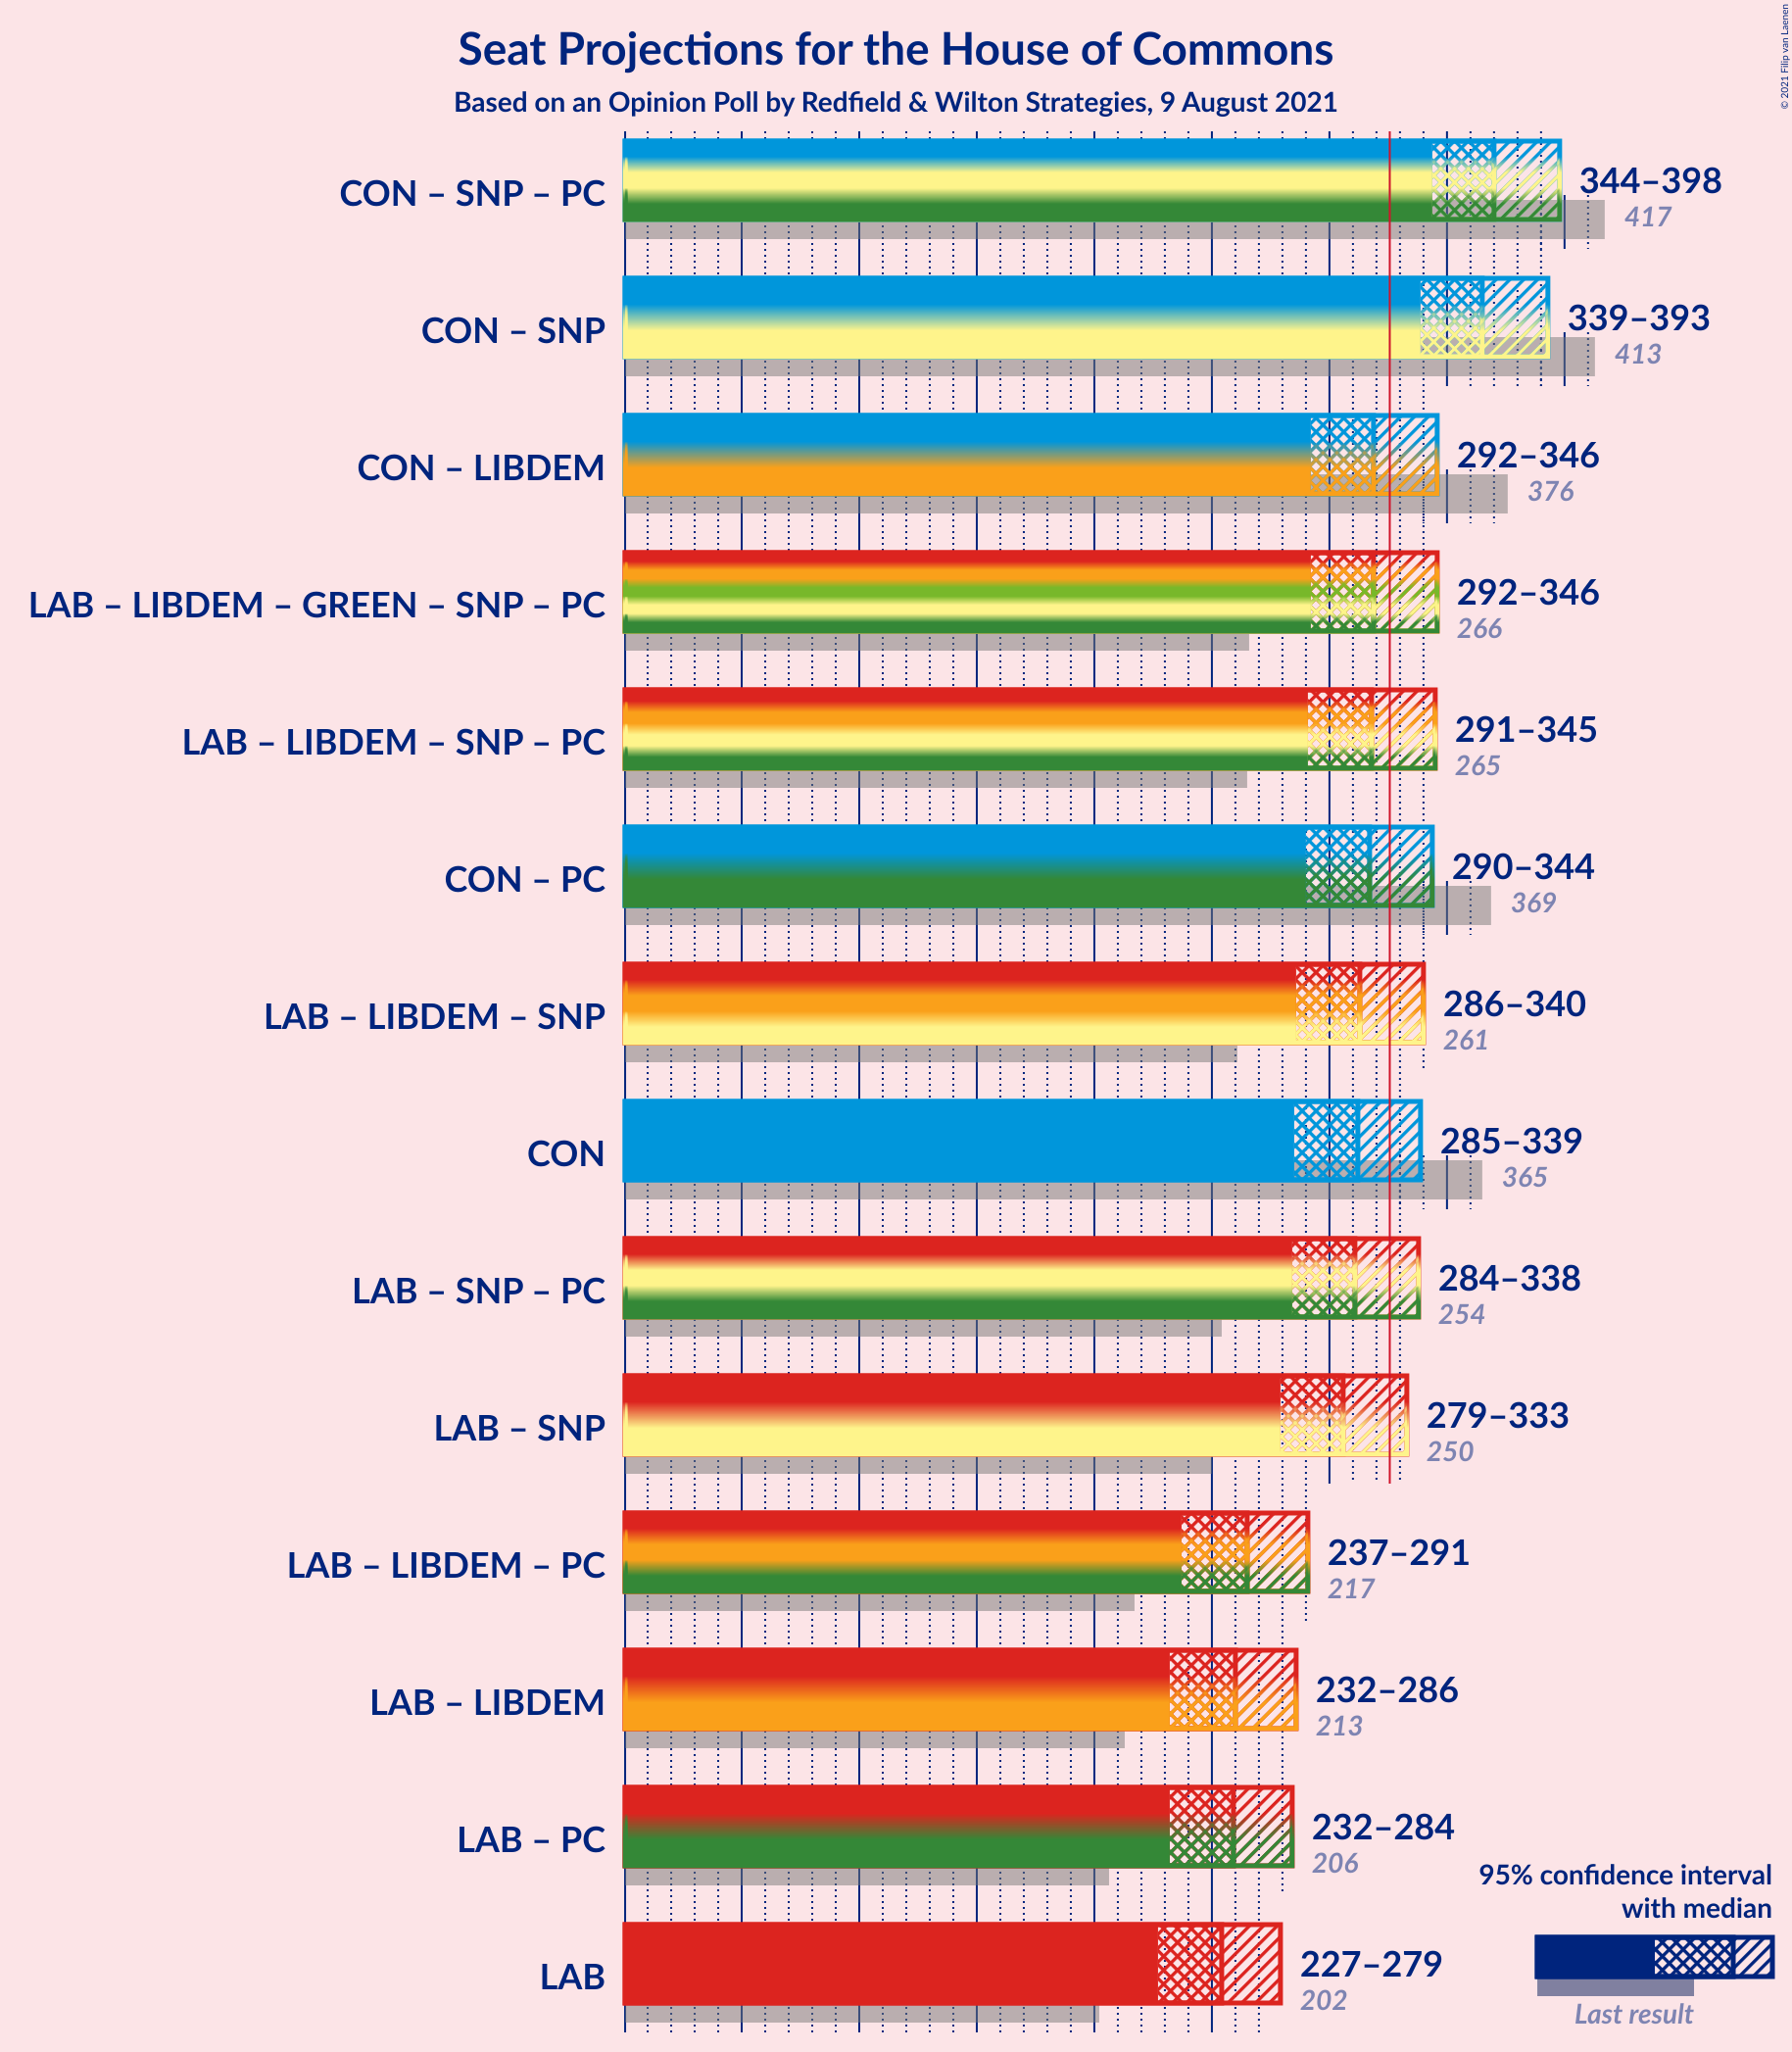 Seat Projections for the House of Commons
Based on an Opinion Poll by Redfield & Wilton Strategies, 9 August 2021
© 2021 Filip van Laenen
CON – SNP – PC
344–398
417
CON – SNP
339–393
413
CON – LIBDEM
292–346
376
LAB – LIBDEM – GREEN – SNP – PC
292–346
266
LAB – LIBDEM – SNP – PC
291–345
265
CON – PC
290–344
369
LAB – LIBDEM – SNP
286–340
261
CON
285–339
365
LAB – SNP – PC
284–338
254
LAB – SNP
279–333
250
LAB – LIBDEM – PC
237–291
217
LAB – LIBDEM
232–286
213
LAB – PC
232–284
206
LAB
227–279
202
95% confidence interval
with median
Last result